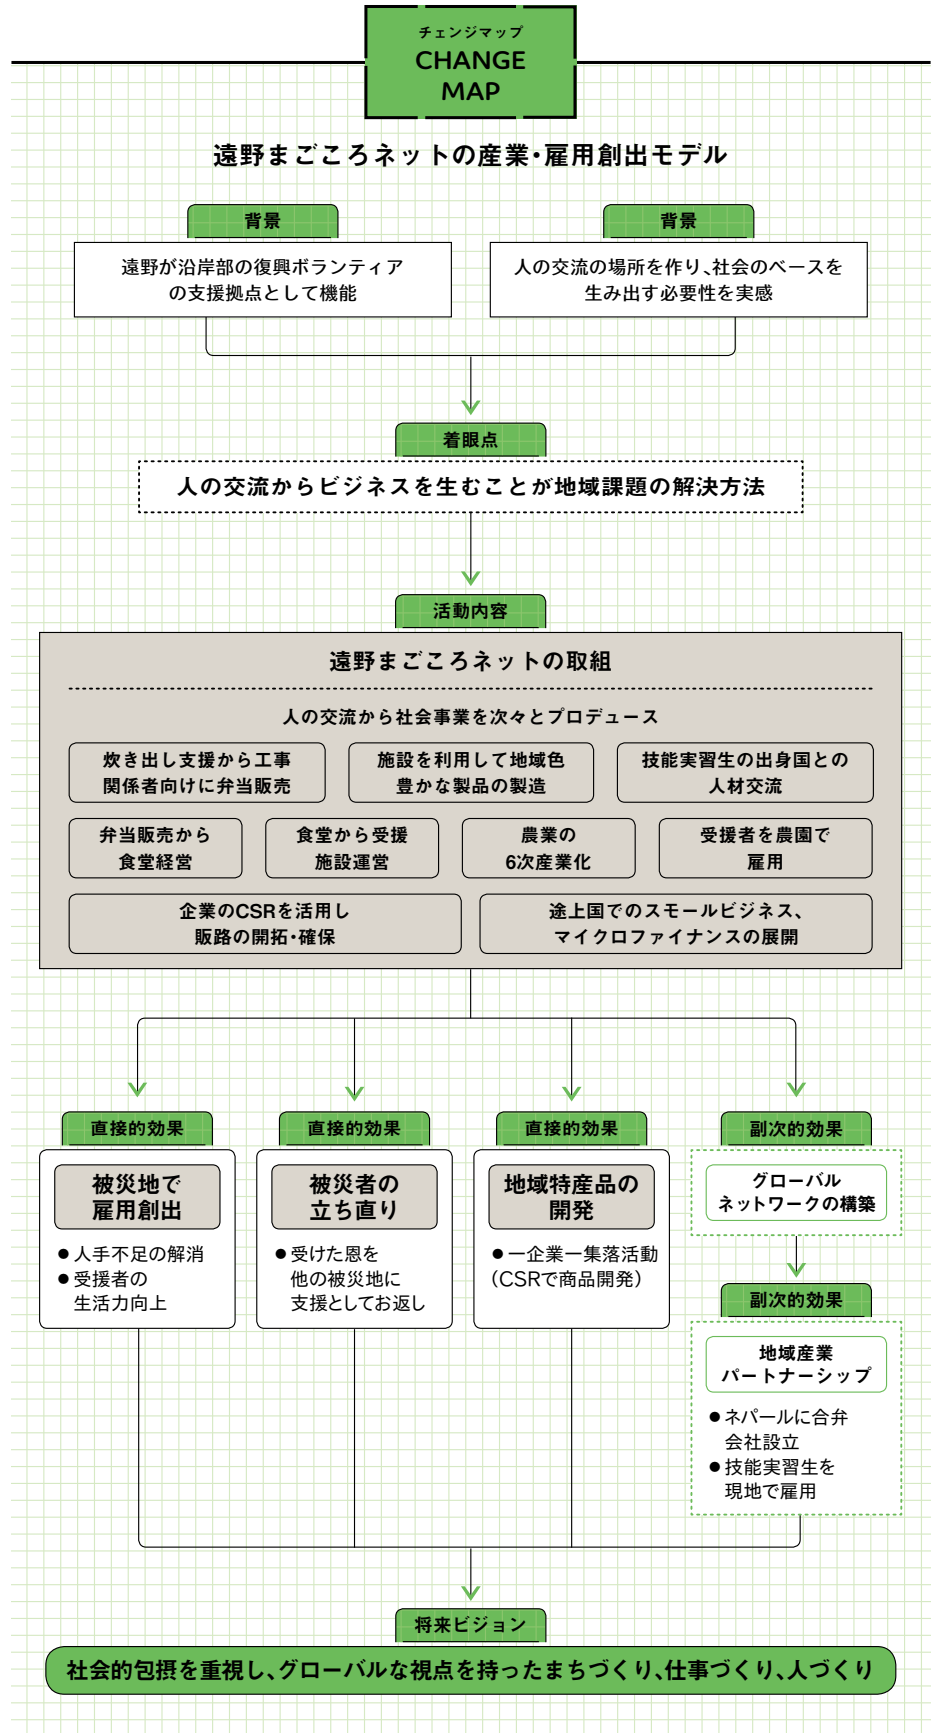 チェンジマップ
CHANGE
MAP
遠野まごころネットの産業・雇用創出モデル
背景
遠野が沿岸部の復興ボランティア
の支援拠点として機能
背景
人の交流の場所を作り、社会のベースを
生み出す必要性を実感
着眼点
人の交流からビジネスを生むことが地域課題の解決方法
活動内容
遠野まごころネットの取組
人の交流から社会事業を次々とプロデュース
炊き出し支援から工事
関係者向けに弁当販売
施設を利用して地域色
豊かな製品の製造
技能実習生の出身国との
人材交流
弁当販売から
食堂経営
食堂から受援
施設運営
農業の
6次産業化
受援者を農園で
雇用
企業のCSRを活用し
販路の開拓・確保
途上国でのスモールビジネス、
マイクロファイナンスの展開
直接的効果
被災地で
雇用創出
●人手不足の解消
●受援者の
生活力向上
直接的効果
被災者の
立ち直り
●受けた恩を
他の被災地に
支援としてお返し
直接的効果
地域特産品の
開発
●一企業一集落活動
（CSRで商品開発）
副次的効果
グローバル
ネットワークの構築
副次的効果
地域産業
パートナーシップ
●ネパールに合弁
会社設立
●技能実習生を
現地で雇用
将来ビジョン
社会的包摂を重視し、グローバルな視点を持ったまちづくり、仕事づくり、人づくり